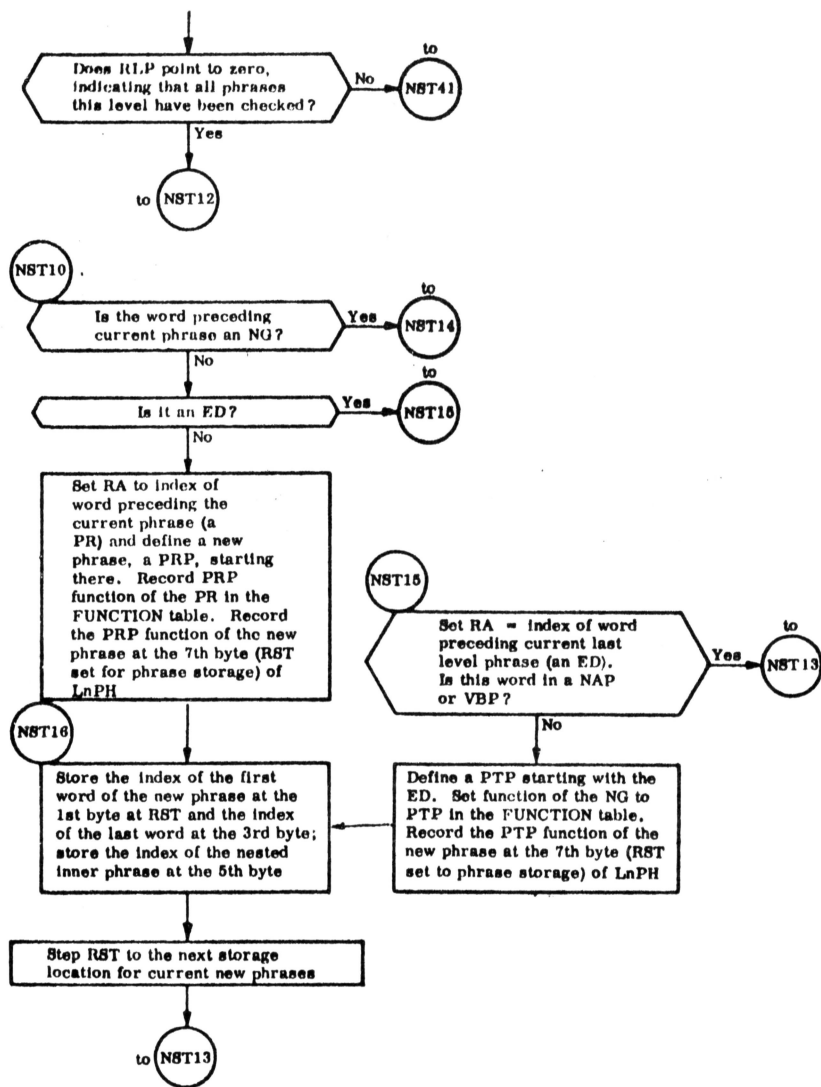 Does RLP point to zero,
indicating that all phrases
this level have been checked?
No
to
NST41
Yes
to NST12
NST10
Is the word preceding
current phrase an NG?
Yes
to
NST14
No
Is it an ED?
Yes
to
NST15
No
Set RA to index of
word preceding the
current phrase (a
PR) and define a new
phrase, a PRP, starting
there. Record PRP
function of the PR in the
FUNCTION table. Record
the PRP function of the new
phrase at the 7th byte (RST
set for phrase storage) of
LnPH
NST15
Set RA = index of word
preceding current last
level phrase (an ED).
Is this word in a NAP
or VBP?
Yes
to
NST13
No
NST16
Store the index of the first
word of the new phrase at the
1st byte at RST and the index
of the last word at the 3rd byte;
store the index of the nested
inner phrase at the 5th byte
Define a PTP starting with the
ED. Set function of the NG to
PTP in the FUNCTION table.
Record the PTP function of the
new phrase at the 7th byte (RST
set to phrase storage) of LnPH
Step RST to the next storage
location for current new phrases
to NST13